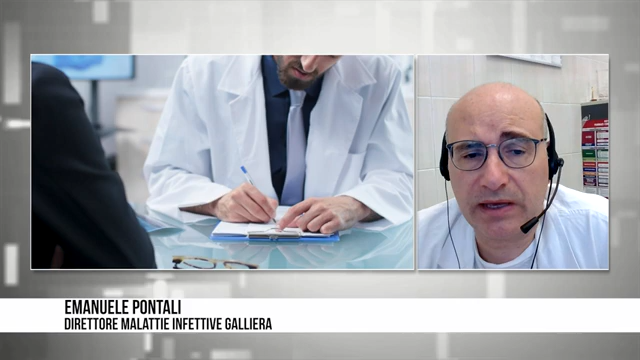 EMANUELE PONTALI
DIRETTORE MALATTIE INFETTIVE GALLIERA